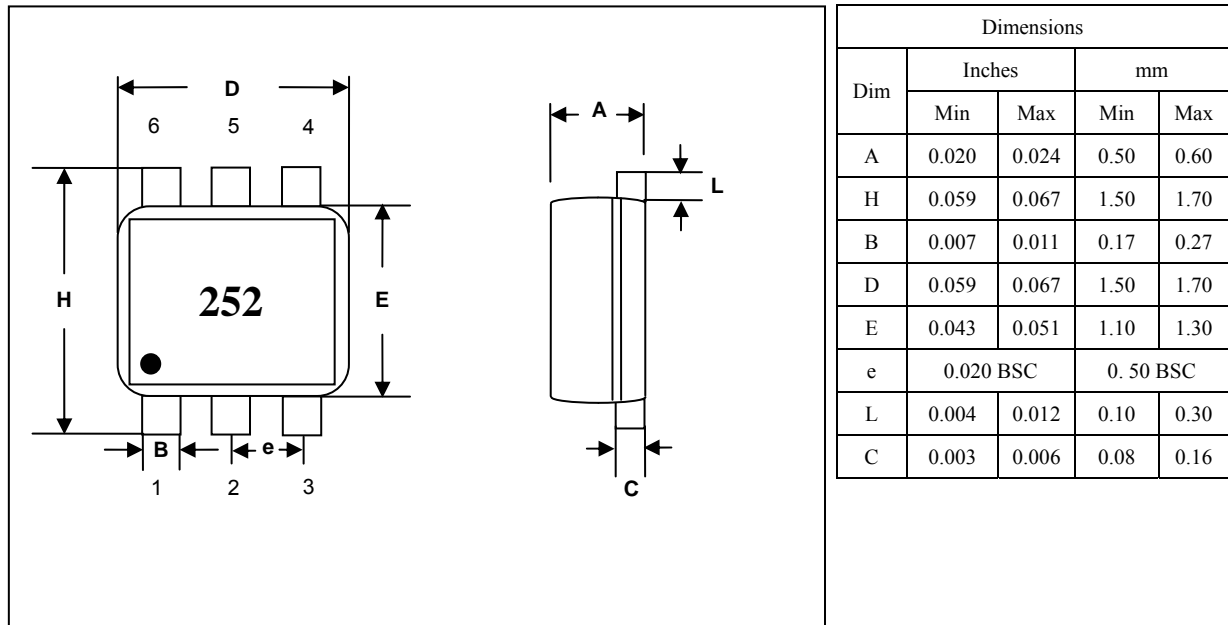 D
6 5 4
H
252
E
B
e
1 2 3
A
L
C
Dimensions
Dim Inches mm
Min Max Min Max
A 0.020 0.024 0.50 0.60
H 0.059 0.067 1.50 1.70
B 0.007 0.011 0.17 0.27
D 0.059 0.067 1.50 1.70
E 0.043 0.051 1.10 1.30
e 0.020 BSC 0. 50 BSC
L 0.004 0.012 0.10 0.30
C 0.003 0.006 0.08 0.16